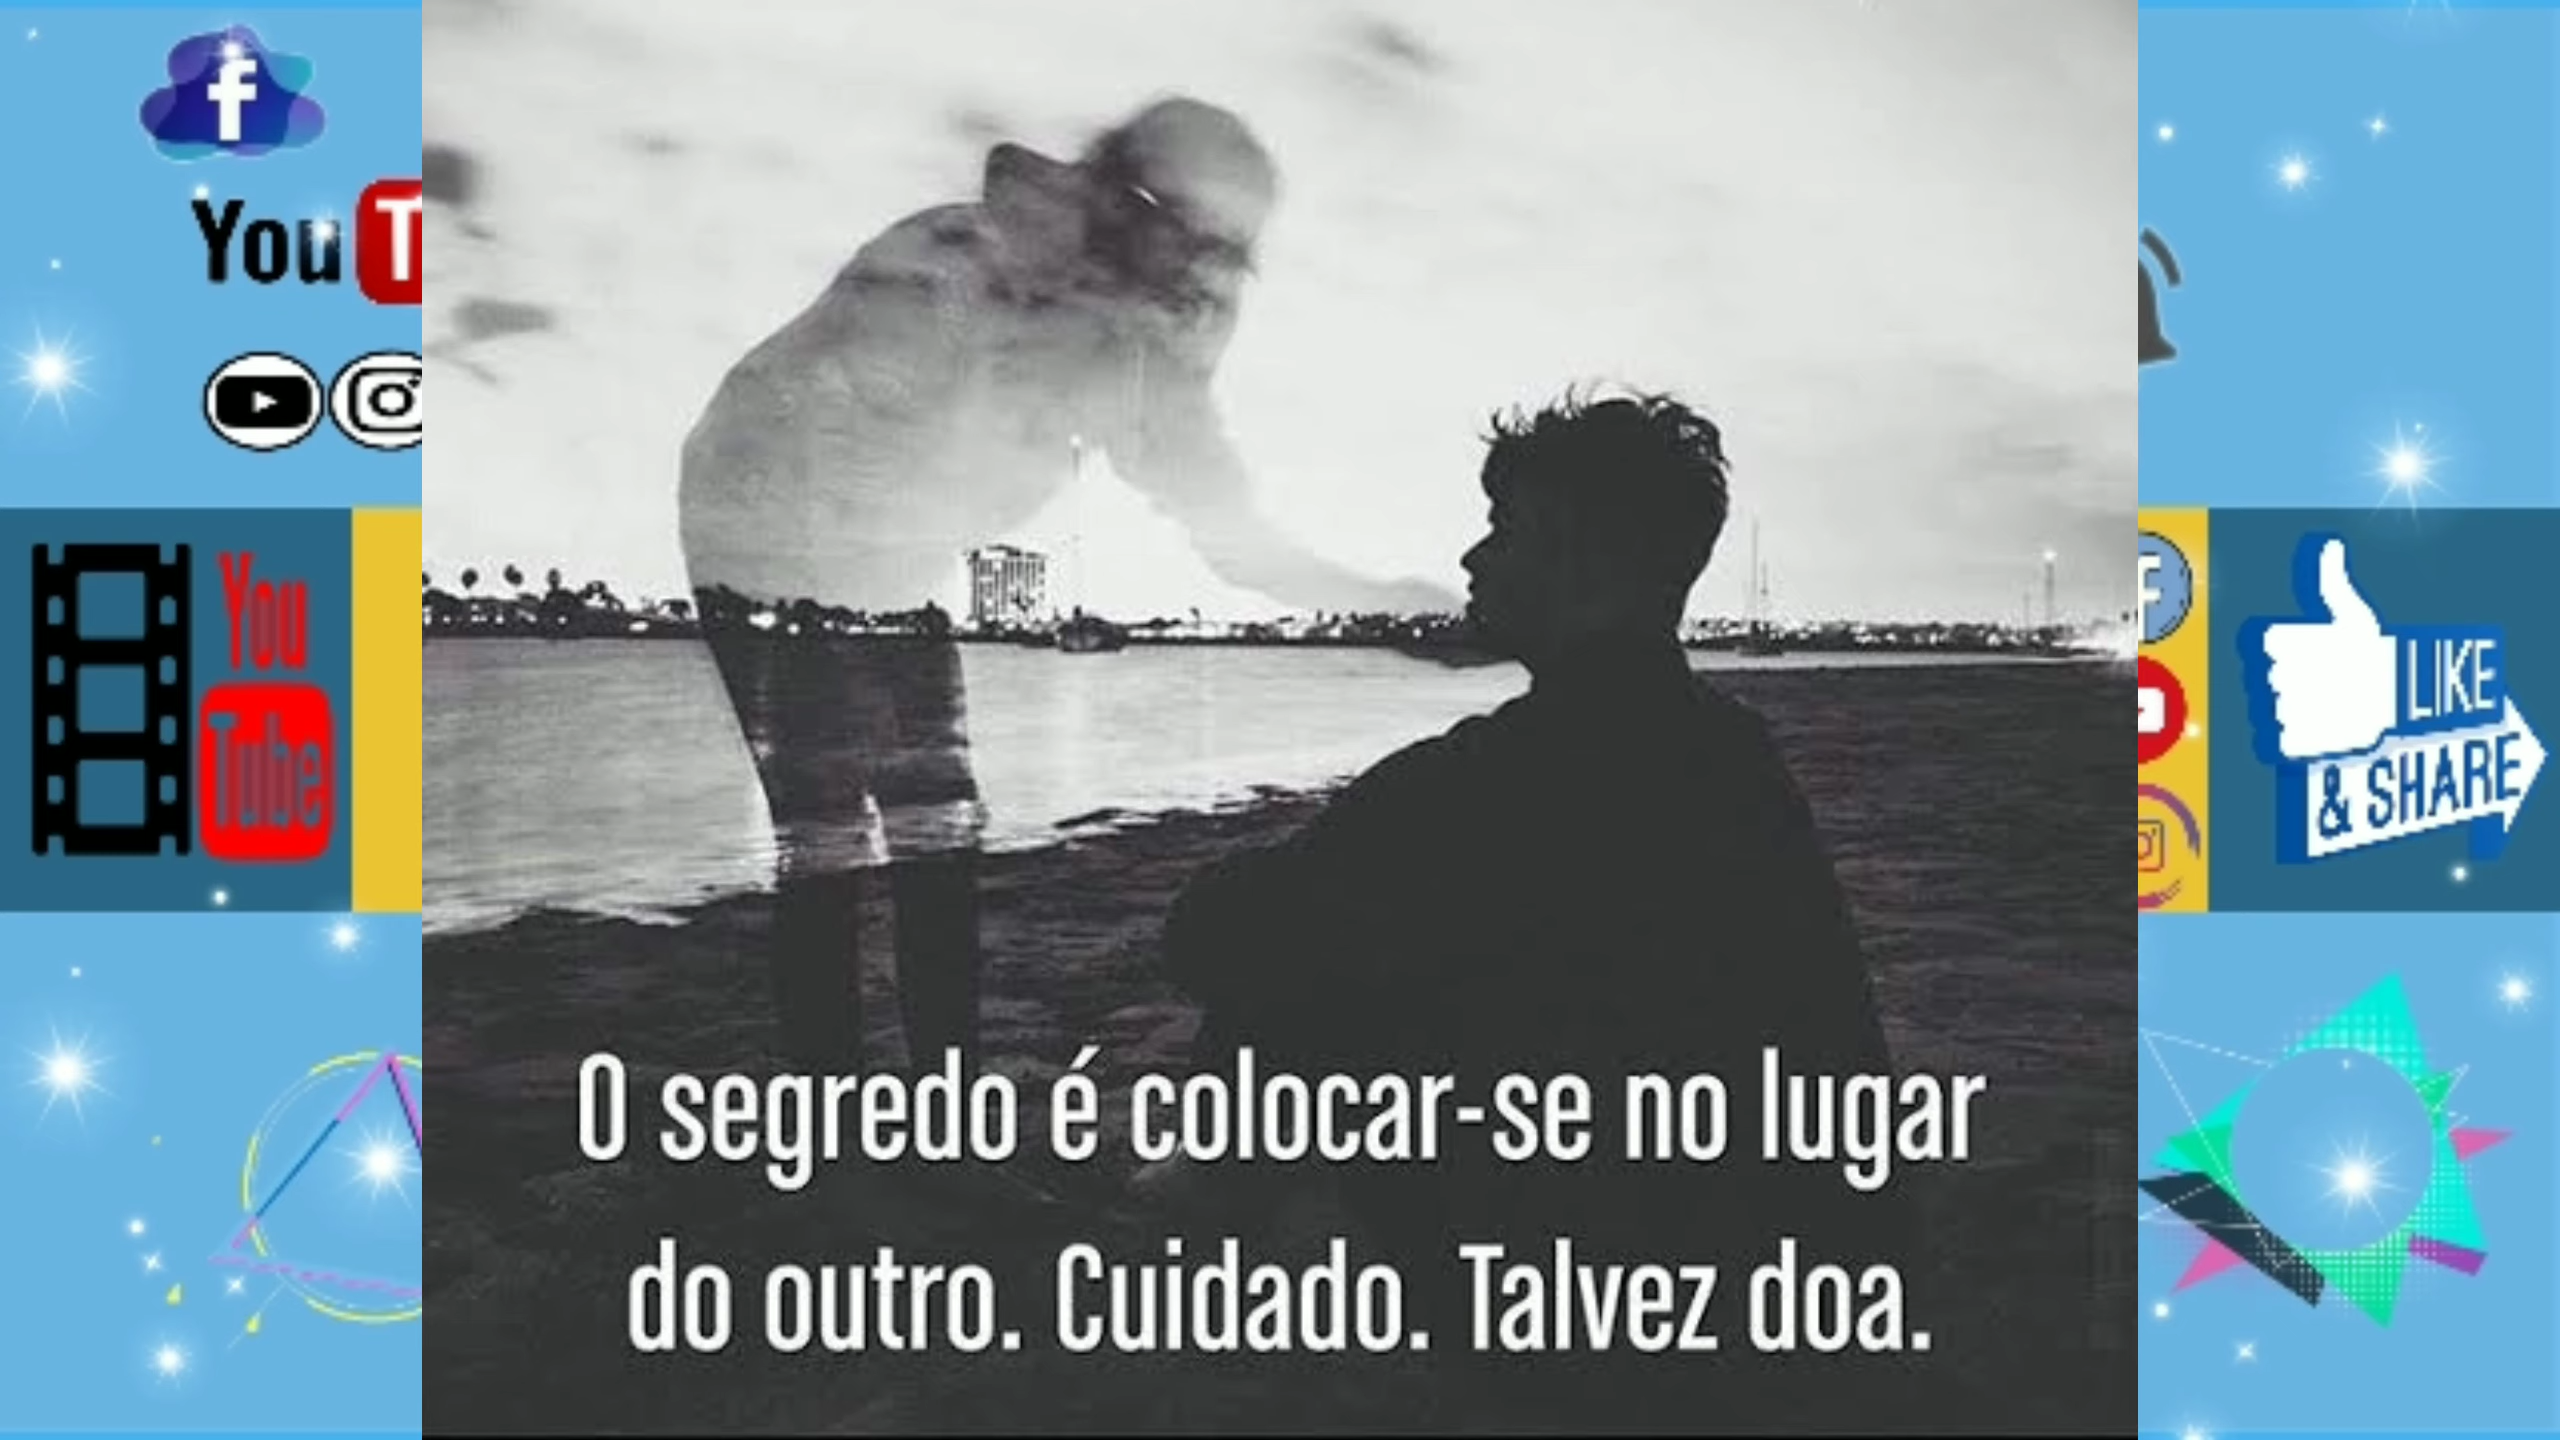 f
You T
You
Tube
O segredo é colocar-se no lugar
do outro. Cuidado. Talvez doa.
f
LIKE
& SHARE